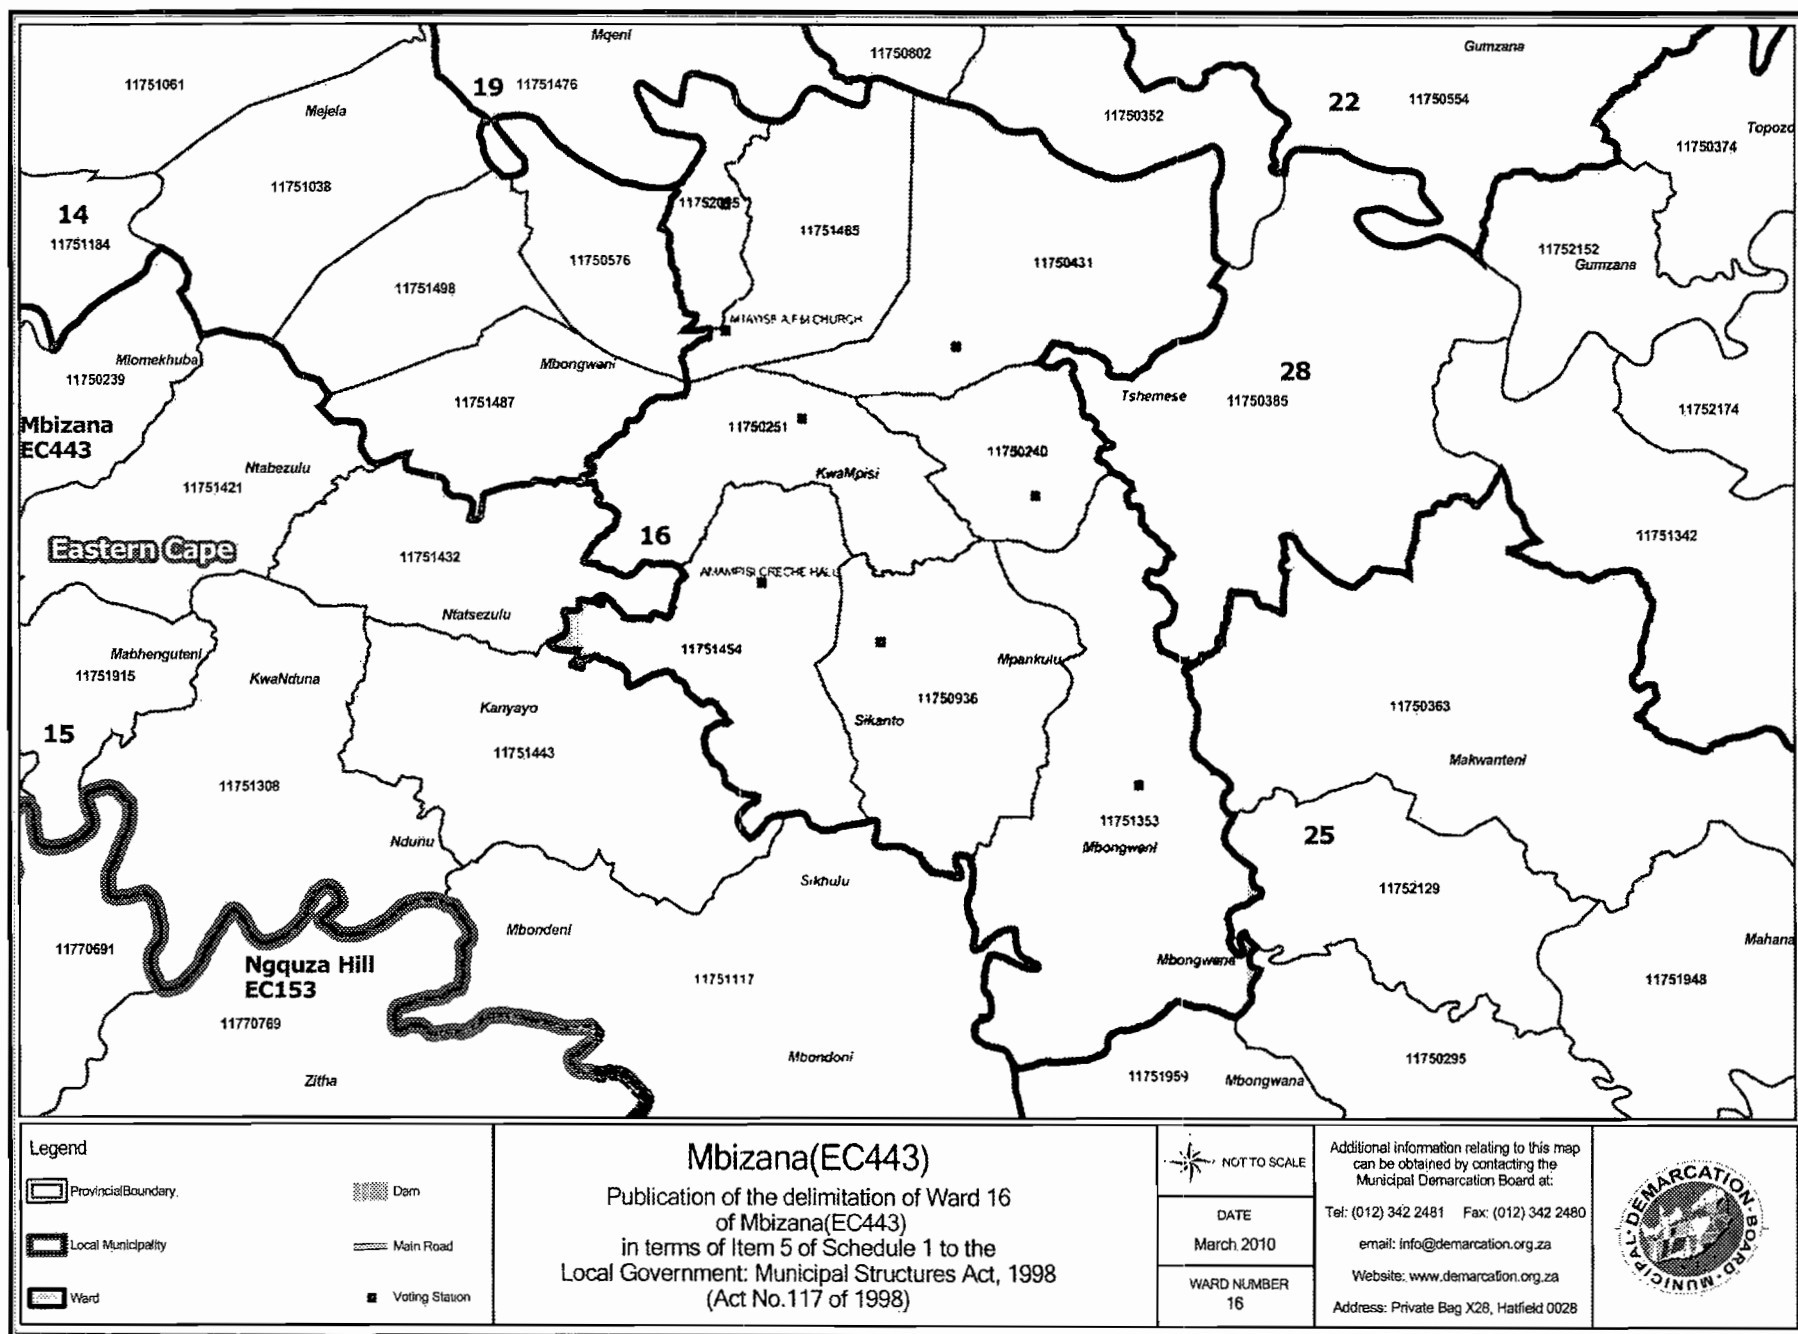 Mqeni
Gumzana
11750802
11751061
19
11751476
22
11750554
Mejela
11750352
Topozo
11750374
11751038
14
11751184
11751485
11752152
Gumzana
11750576
11750431
11751498
A.F.M CHURCH
Mlomekhuba
11750239
Mbongwani
28
Tshemese
11750385
11751487
11752174
Mbizana
EC443
11750251
11750240
Ntabezulu
KwaMpisi
11751421
16
11751342
Eastern Cape
11751432
AMAMPISI CRECHE HALL
Ntatsezulu
Mabhenguteni
11751454
Mpankulu
11751915
KwaNduna
11750936
Kanyayo
Sikanto
11750363
15
11751443
Makwanteni
11751308
11751353
25
Ndunu
Mbongweni
Sikhulu
11752129
Mbondeni
11770691
Mahana
Ngquza Hill
EC153
Mbongwena
11751117
11751948
11770769
Mbondoni
11750295
Zitha
11751959
Mbongwana
Legend
ProvincialBoundary
Local Municipality
Ward
Dam
Main Road
Voting Station
Mbizana(EC443)
Publication of the delimitation of Ward 16
of Mbizana(EC443)
in terms of Item 5 of Schedule 1 to the
Local Government: Municipal Structures Act, 1998
(Act No.117 of 1998)
NOT TO SCALE
DATE
March 2010
WARD NUMBER
16
Additional information relating to this map
can be obtained by contacting the
Municipal Demarcation Board at:
Tel: (012) 342 2481 Fax: (012) 342 2480
email: info@demarcation.org.za
Website: www.demarcation.org.za
Address: Private Bag X28, Hatfield 0028
MUNICIPAL DEMARCATION BOARD